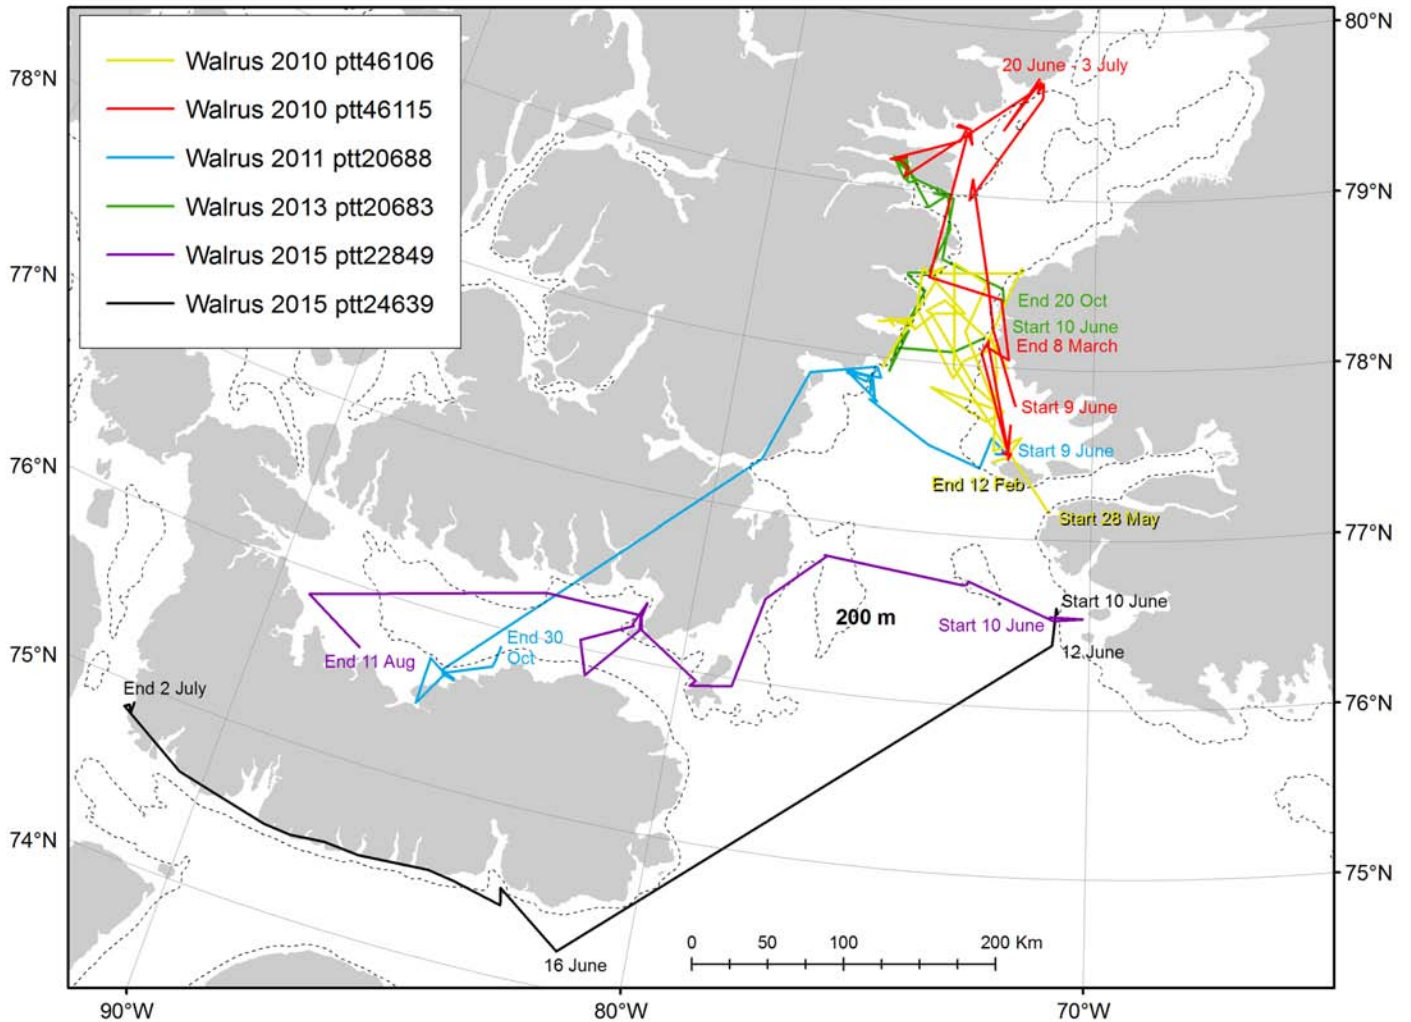 80°N
78°N
Walrus 2010 ptt46106
Walrus 2010 ptt46115
Walrus 2011 ptt20688
Walrus 2013 ptt20683
Walrus 2015 ptt22849
Walrus 2015 ptt24639
20 June - 3 July
79°N
77°N
End 20 Oct
Start 10 June
End 8 March
78°N
Start 9 June
76°N
Start 9 June
End 12 Feb
Start 28 May
77°N
200 m
Start 10 June
Start 10 June
12 June
End 30
Oct
End 11 Aug
75°N
End 2 July
76°N
74°N
75°N
0 50 100 200 Km
16 June
90°W
80°W
70°W